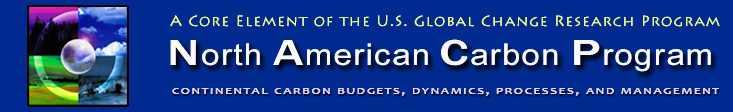 A Core Element of the U.S. Global Change Research Program
North American Carbon Program
CONTINENTAL CARBON BUDGETS, DYNAMICS, PROCESSES, AND MANAGEMENT